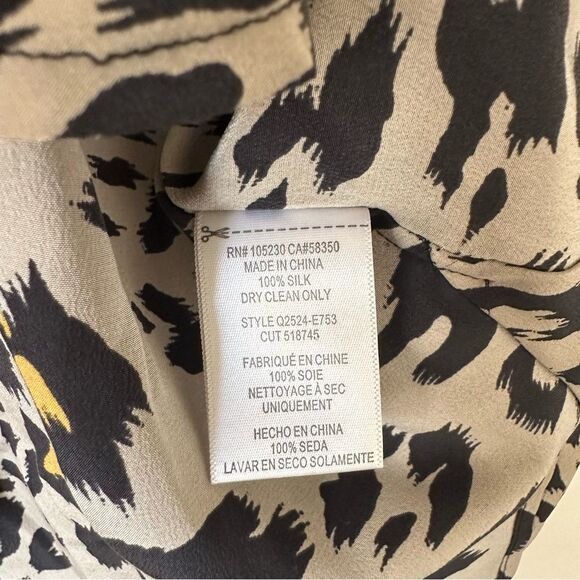 RN# 105230 CA#58350
MADE IN CHINA
100% SILK
DRY CLEAN ONLY
STYLE Q2524-E753
CUT 518745
FABRIQUÉ EN CHINE
100% SOIE
NETTOYAGE À SEC
UNIQUEMENT
HECHO EN CHINA
100% SEDA
LAVAR EN SECO SOLAMENTE